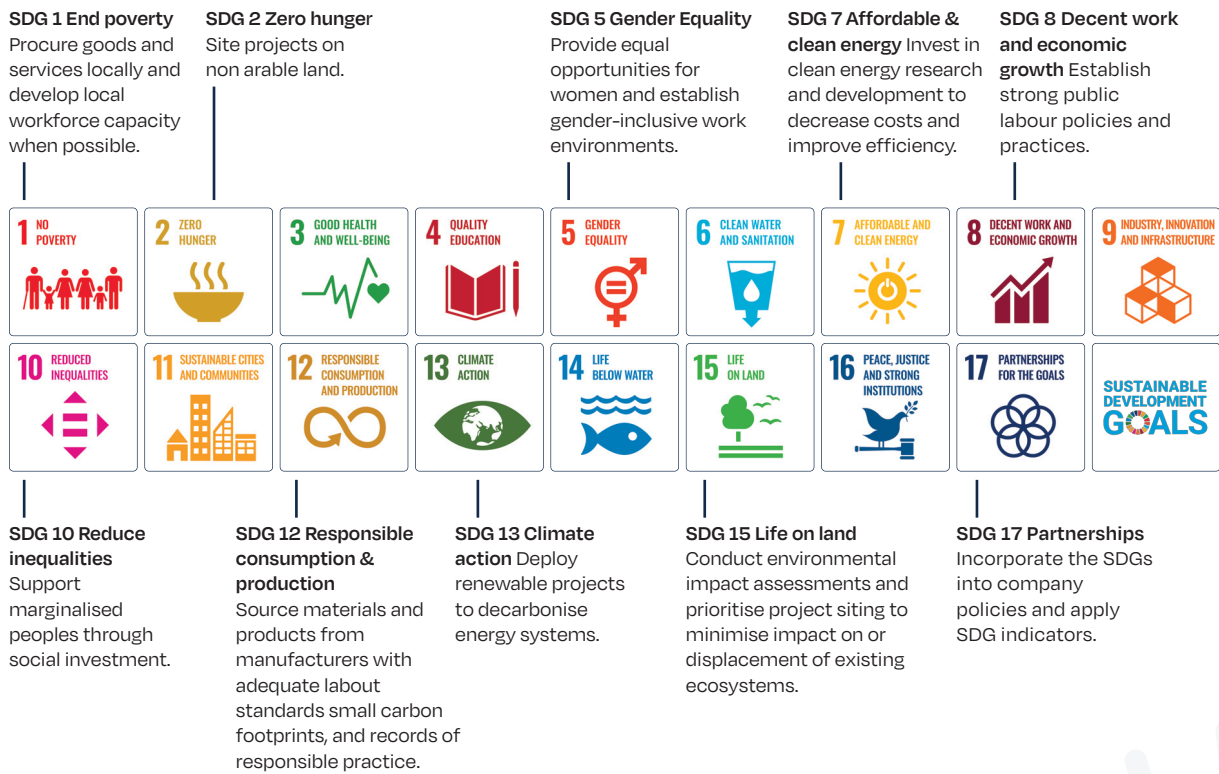 SDG 1 End poverty
Procure goods and
services locally and
develop local
workforce capacity
when possible.
SDG 2 Zero hunger
Site projects on
non arable land.
SDG 5 Gender Equality
Provide equal
opportunities for
women and establish
gender-inclusive work
environments.
SDG 7 Affordable &
clean energy Invest in
clean energy research
and development to
decrease costs and
improve efficiency.
SDG 8 Decent work
and economic
growth Establish
strong public
labour policies and
practices.
1 NO
POVERTY
2 ZERO
HUNGER
3 GOOD HEALTH
AND WELL-BEING
4 QUALITY
EDUCATION
5 GENDER
EQUALITY
6 CLEAN WATER
AND SANITATION
7 AFFORDABLE AND
CLEAN ENERGY
8 DECENT WORK AND
ECONOMIC GROWTH
9 INDUSTRY, INNOVATION
AND INFRASTRUCTURE
10 REDUCED
INEQUALITIES
11 SUSTAINABLE CITIES
AND COMMUNITIES
12 RESPONSIBLE
CONSUMPTION
AND PRODUCTION
13 CLIMATE
ACTION
14 LIFE
BELOW WATER
15 LIFE
ON LAND
16 PEACE, JUSTICE
AND STRONG
INSTITUTIONS
17 PARTNERSHIPS
FOR THE GOALS
SUSTAINABLE
DEVELOPMENT
GOALS
SDG 10 Reduce
inequalities
Support
marginalised
peoples through
social investment.
SDG 12 Responsible
consumption &
production
Source materials and
products from
manufacturers with
adequate labout
standards small carbon
footprints, and records of
responsible practice.
SDG 13 Climate
action Deploy
renewable projects
to decarbonise
energy systems.
SDG 15 Life on land
Conduct environmental
impact assessments and
prioritise project siting to
minimise impact on or
displacement of existing
ecosystems.
SDG 17 Partnerships
Incorporate the SDGs
into company
policies and apply
SDG indicators.